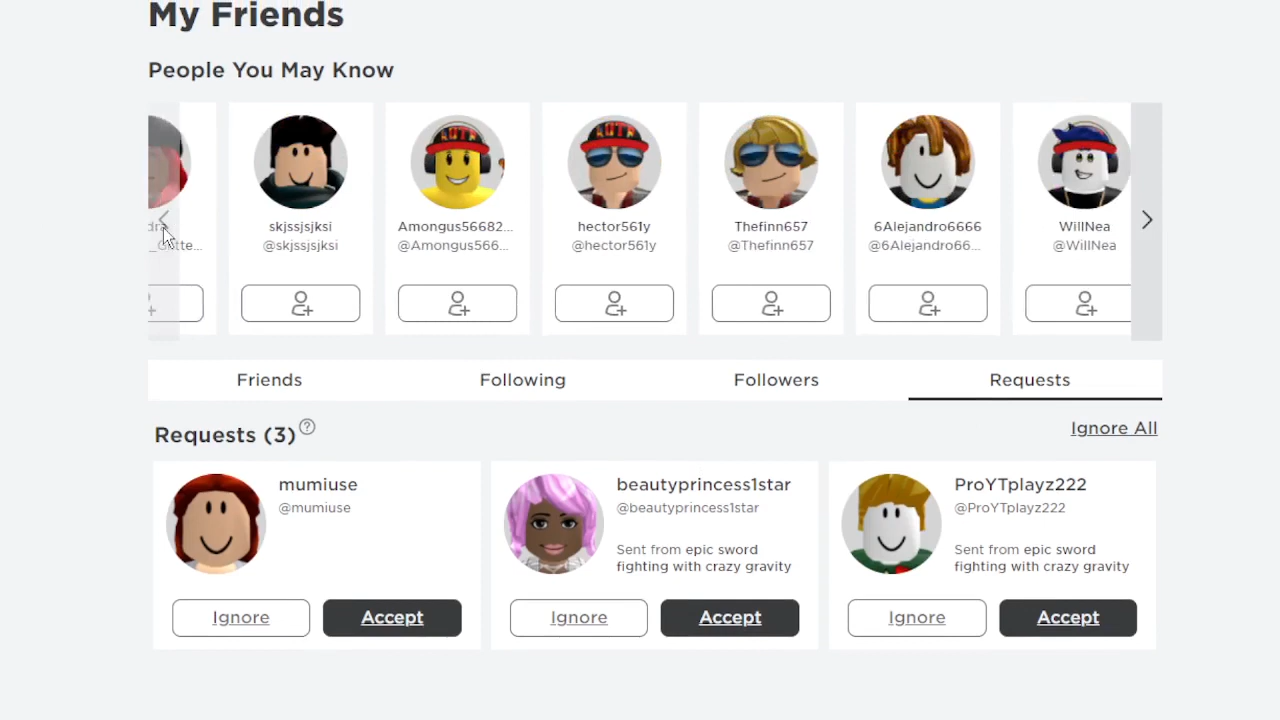 My Friends
People You May Know
skjssjsjksi
Amongus56682...
hector561y
Thefinn657
6Alejandro6666
WillNea
@skjssjsjksi
@Amongus566...
@hector561y
@Thefinn657
@6Alejandro66...
@WillNea
Friends
Following
Followers
Requests
Requests (3)
Ignore All
mumiuse
@mumiuse
Ignore
Accept
beautyprincess1star
@beautyprincess1star
Sent from epic sword
fighting with crazy gravity
Ignore
Accept
ProYTplayz222
@ProYTplayz222
Sent from epic sword
fighting with crazy gravity
Ignore
Accept